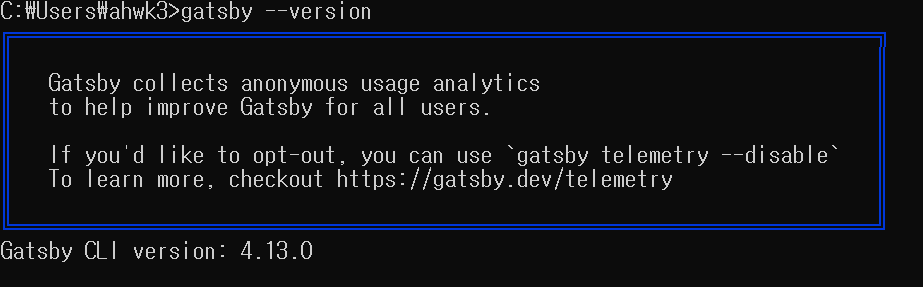 C:₩Users₩ahwk3>gatsby --version
Gatsby collects anonymous usage analytics
to help improve Gatsby for all users.
If you'd like to opt-out, you can use `gatsby telemetry --disable`
To learn more, checkout https://gatsby.dev/telemetry
Gatsby CLI version: 4.13.0